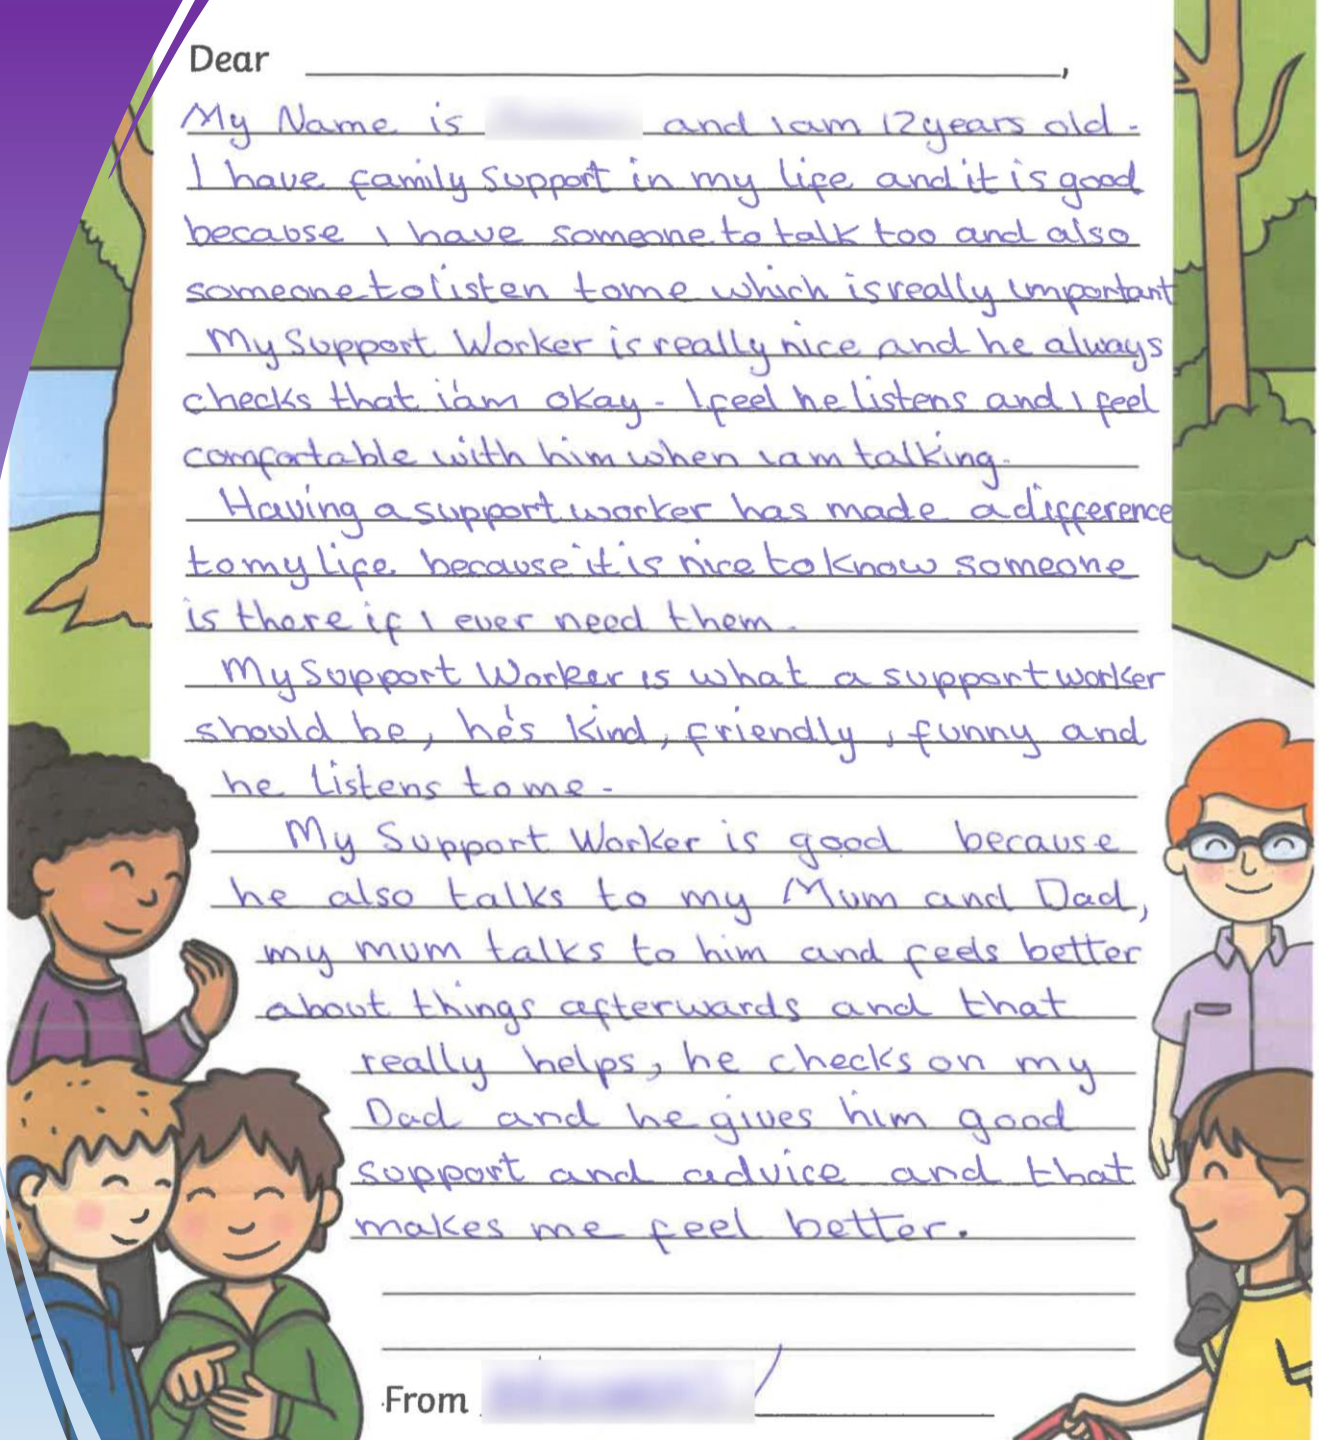 Dear ,
My Name is and I am 12 years old.
I have family support in my life and it is good
because I have someone to talk too and also
someone to listen to me which is really important
My Support Worker is really nice and he always
checks that i'am okay. I feel he listens and I feel
comfortable with him when I am talking.
Having a support worker has made a difference
to my life because it is nice to know someone
is there if I ever need them.
My Support Worker is what a support worker
should be, he's kind, friendly, funny and
he listens to me.
My Support Worker is good because
he also talks to my Mum and Dad,
my mum talks to him and feels better
about things afterwards and that
really helps, he checks on my
Dad and he gives him good
support and advice and that
makes me feel better.
From